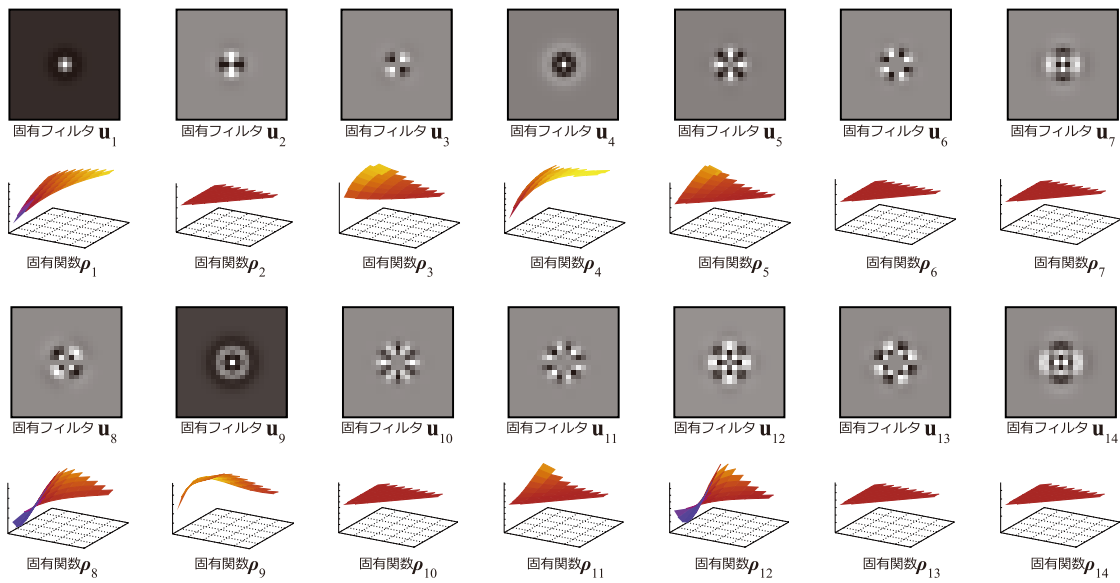 固有フィルタ u1 固有フィルタ u2 固有フィルタ u3 固有フィルタ u4 固有フィルタ u5 固有フィルタ u6 固有フィルタ u7
固有関数ρ1 固有関数ρ2 固有関数ρ3 固有関数ρ4 固有関数ρ5 固有関数ρ6 固有関数ρ7
固有フィルタ u8 固有フィルタ u9 固有フィルタ u10 固有フィルタ u11 固有フィルタ u12 固有フィルタ u13 固有フィルタ u14
固有関数ρ8 固有関数ρ9 固有関数ρ10 固有関数ρ11 固有関数ρ12 固有関数ρ13 固有関数ρ14